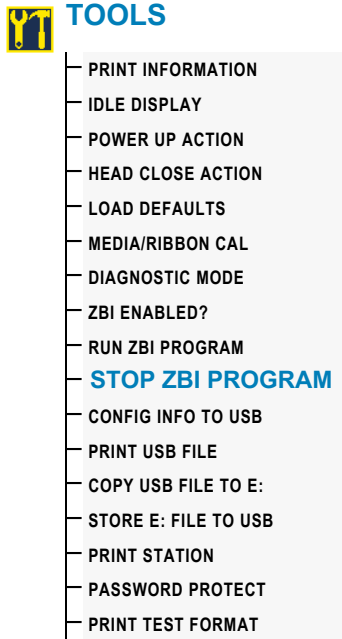 TOOLS
PRINT INFORMATION
IDLE DISPLAY
POWER UP ACTION
HEAD CLOSE ACTION
LOAD DEFAULTS
MEDIA/RIBBON CAL
DIAGNOSTIC MODE
ZBI ENABLED?
RUN ZBI PROGRAM
STOP ZBI PROGRAM
CONFIG INFO TO USB
PRINT USB FILE
COPY USB FILE TO E:
STORE E: FILE TO USB
PRINT STATION
PASSWORD PROTECT
PRINT TEST FORMAT